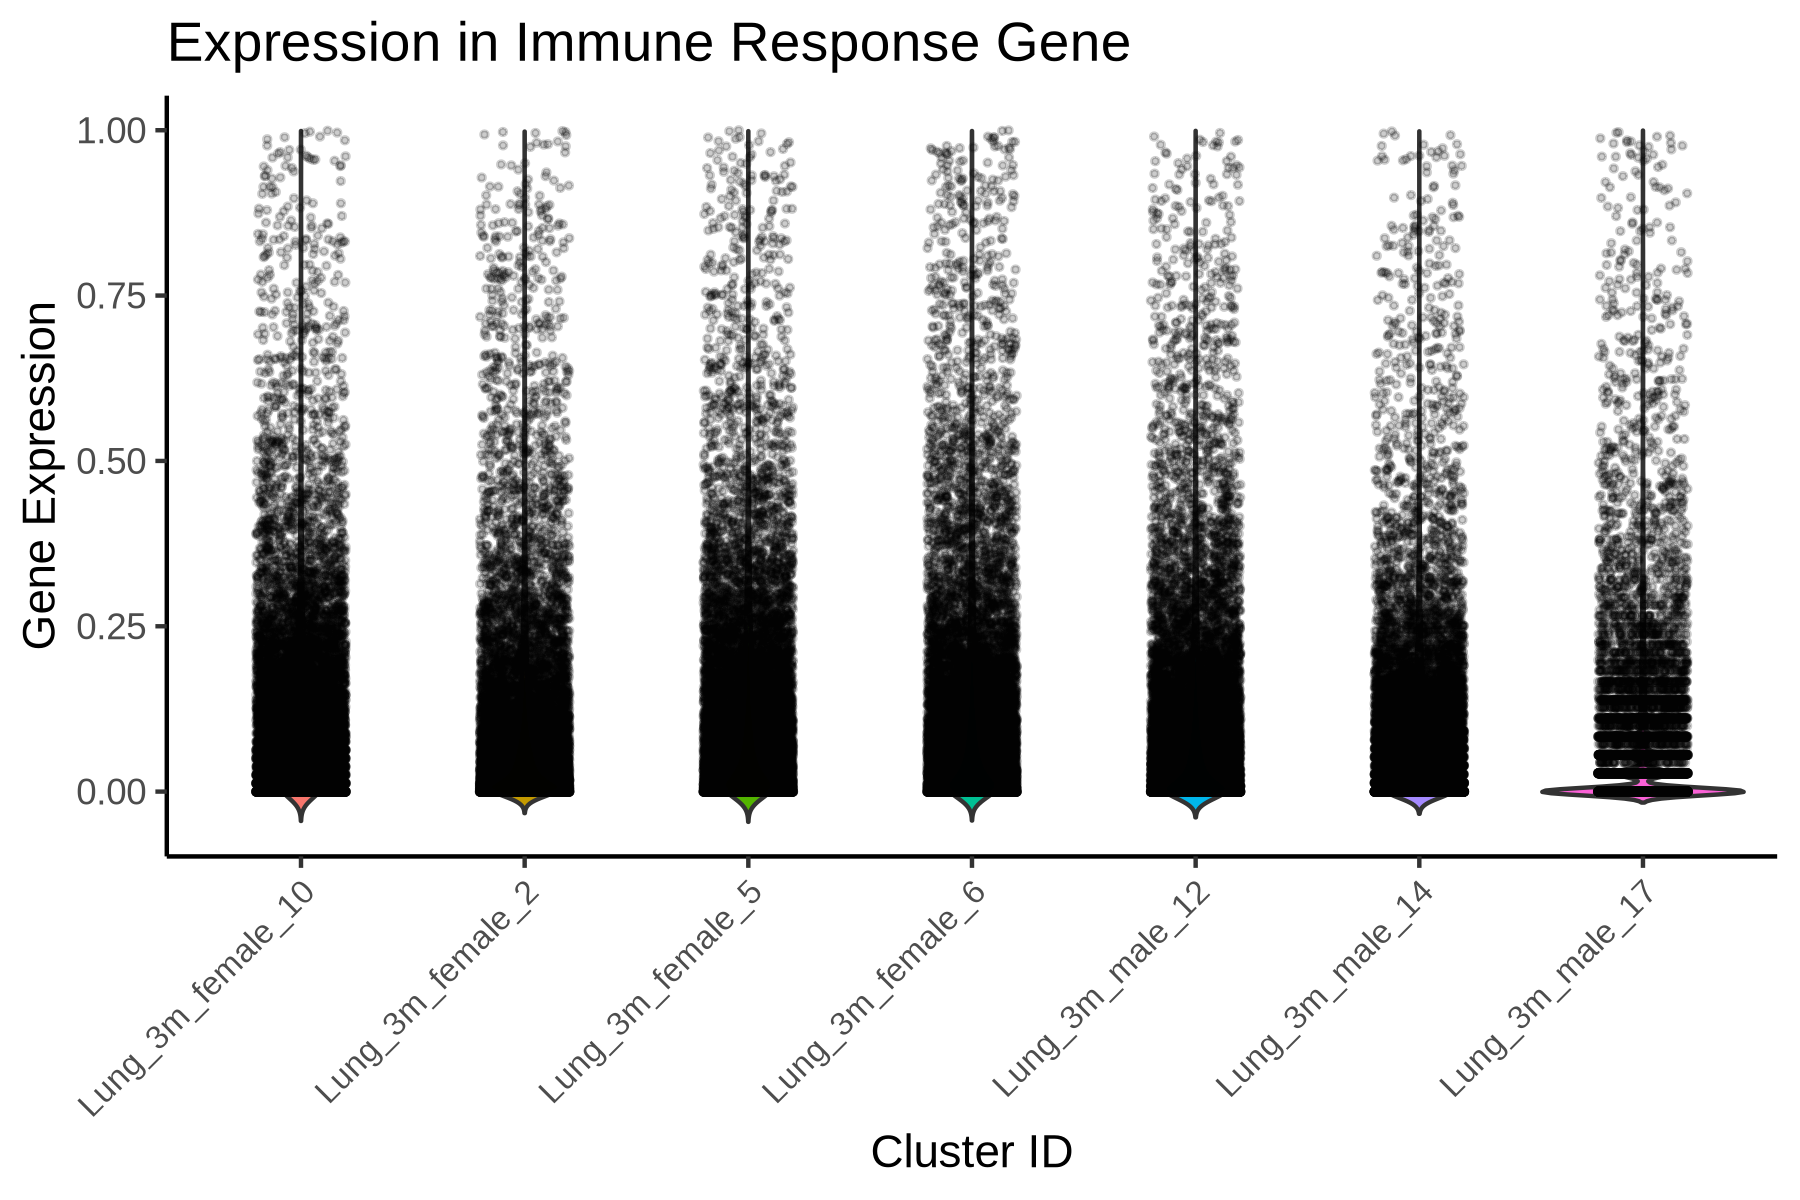 Expression in Immune Response Gene
Gene Expression
1.00
0.75
0.50
0.25
0.00
Lung_3m_female_10
Lung_3m_female_2
Lung_3m_female_5
Lung_3m_female_6
Lung_3m_male_12
Lung_3m_male_14
Lung_3m_male_17
Cluster ID